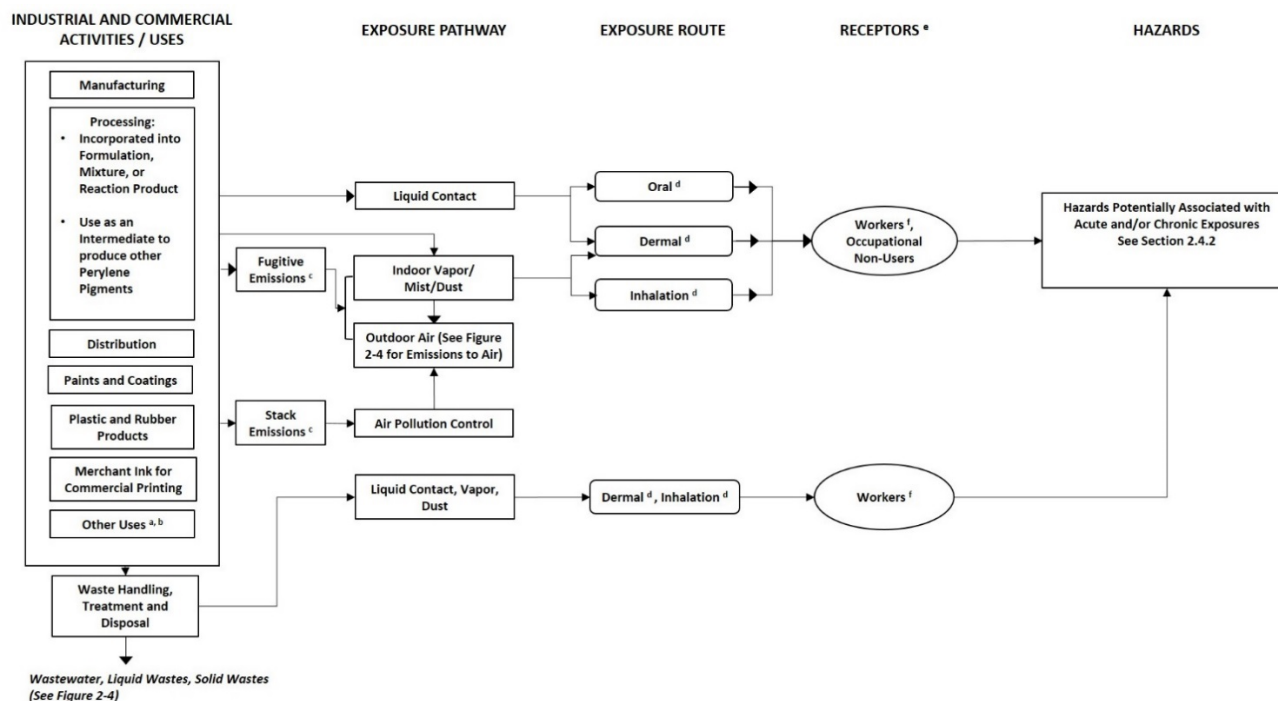 INDUSTRIAL AND COMMERCIAL
ACTIVITIES / USES
EXPOSURE PATHWAY
EXPOSURE ROUTE
RECEPTORS e
HAZARDS
Manufacturing
Processing:
• Incorporated into
Formulation,
Mixture, or
Reaction Product
• Use as an
Intermediate to
produce other
Perylene
Pigments
Distribution
Paints and Coatings
Plastic and Rubber
Products
Merchant Ink for
Commercial Printing
Other Uses a, b
Waste Handling,
Treatment and
Disposal
Wastewater, Liquid Wastes, Solid Wastes
(See Figure 2-4)
Fugitive
Emissions c
Stack
Emissions c
Liquid Contact
Indoor Vapor/
Mist/Dust
Outdoor Air (See Figure
2-4 for Emissions to Air)
Air Pollution Control
Liquid Contact, Vapor,
Dust
Oral d
Dermal d
Inhalation d
Dermal d , Inhalation d
Workers f,
Occupational
Non-Users
Workers f
Hazards Potentially Associated with
Acute and/or Chronic Exposures
See Section 2.4.2